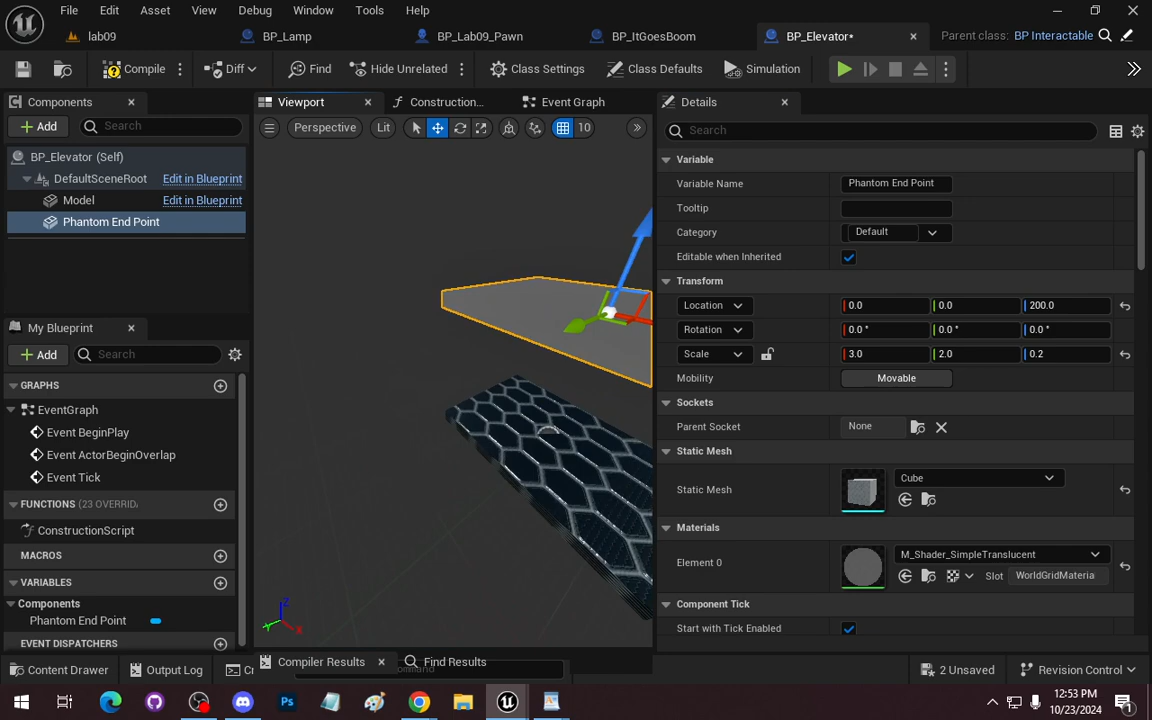 File Edit Asset View Debug Window Tools Help
lab09 BP_Lamp BP_Lab09_Pawn BP_ItGoesBoom BP_Elevator* Parent class: BP Interactable
Compile Diff Find Hide Unrelated Class Settings Class Defaults Simulation
Components Viewport Construction... Event Graph Details
Add Search Perspective Lit 10 Search
BP_Elevator (Self)
DefaultSceneRoot Edit in Blueprint
Model Edit in Blueprint
Phantom End Point
Variable
Variable Name Phantom End Point
Tooltip
Category Default
Editable when Inherited
Transform
Location 0.0 0.0 200.0
Rotation 0.0 ° 0.0 ° 0.0 °
Scale 3.0 2.0 0.2
Mobility Movable
Sockets
Parent Socket None
Static Mesh
Static Mesh Cube
Materials
Element 0 M_Shader_SimpleTranslucent
Slot WorldGridMateria
Component Tick
Start with Tick Enabled
My Blueprint
Add Search
GRAPHS
EventGraph
Event BeginPlay
Event ActorBeginOverlap
Event Tick
FUNCTIONS (23 OVERRID
ConstructionScript
MACROS
VARIABLES
Components
Phantom End Point
EVENT DISPATCHERS
Z X Y
Compiler Results Find Results
Content Drawer Output Log 2 Unsaved Revision Control
12:53 PM
10/23/2024
1